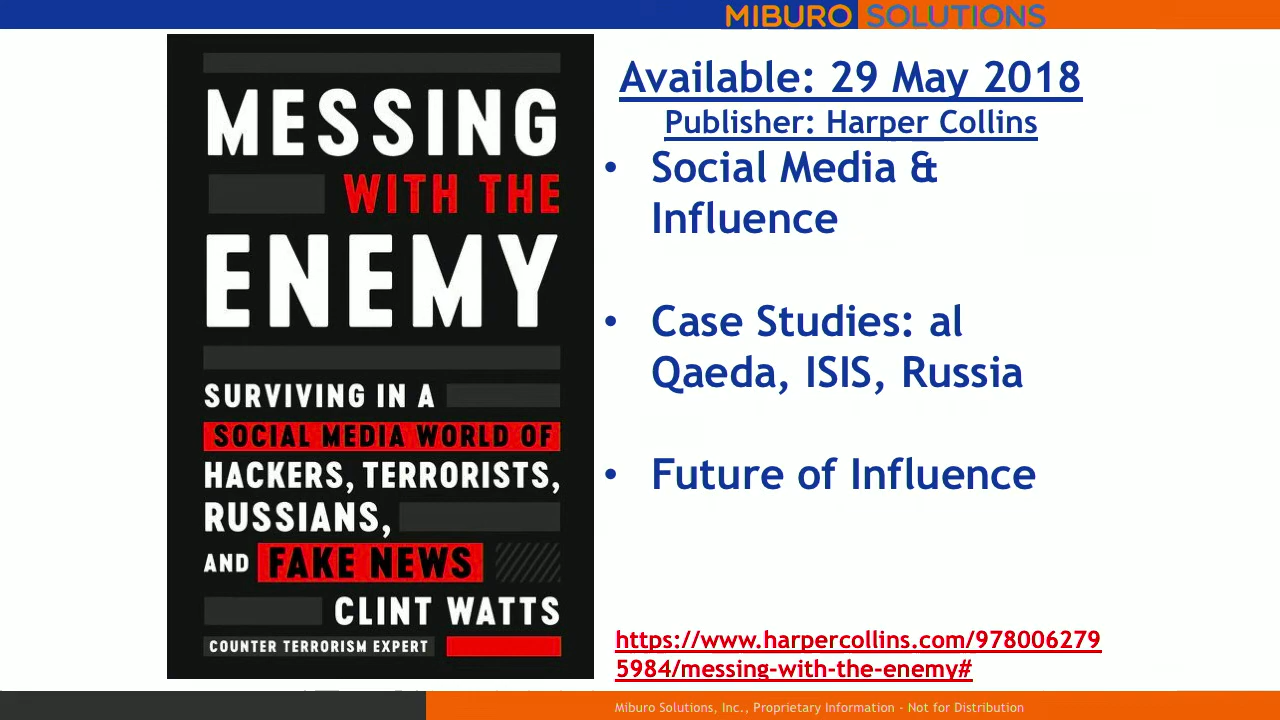 MIBURO SOLUTIONS
MESSING
WITH THE
ENEMY
SURVIVING IN A
SOCIAL MEDIA WORLD OF
HACKERS, TERRORISTS,
RUSSIANS,
AND FAKE NEWS
CLINT WATTS
COUNTER TERRORISM EXPERT
Available: 29 May 2018
Publisher: Harper Collins
• Social Media &
Influence
• Case Studies: al
Qaeda, ISIS, Russia
• Future of Influence
https://www.harpercollins.com/978006279
5984/messing-with-the-enemy#
Miburo Solutions, Inc., Proprietary Information - Not for Distribution